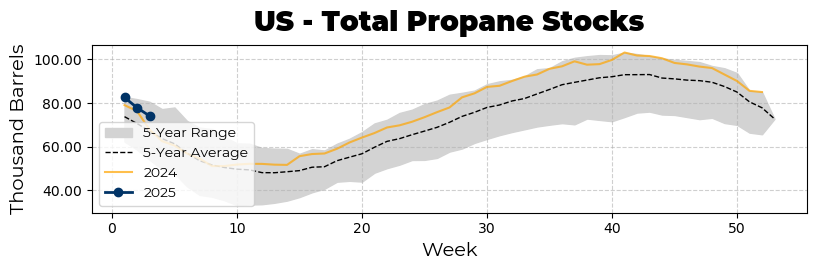 US - Total Propane Stocks
Thousand Barrels
100.00
80.00
60.00
40.00
5-Year Range
5-Year Average
2024
2025
0
10
20
30
40
50
Week